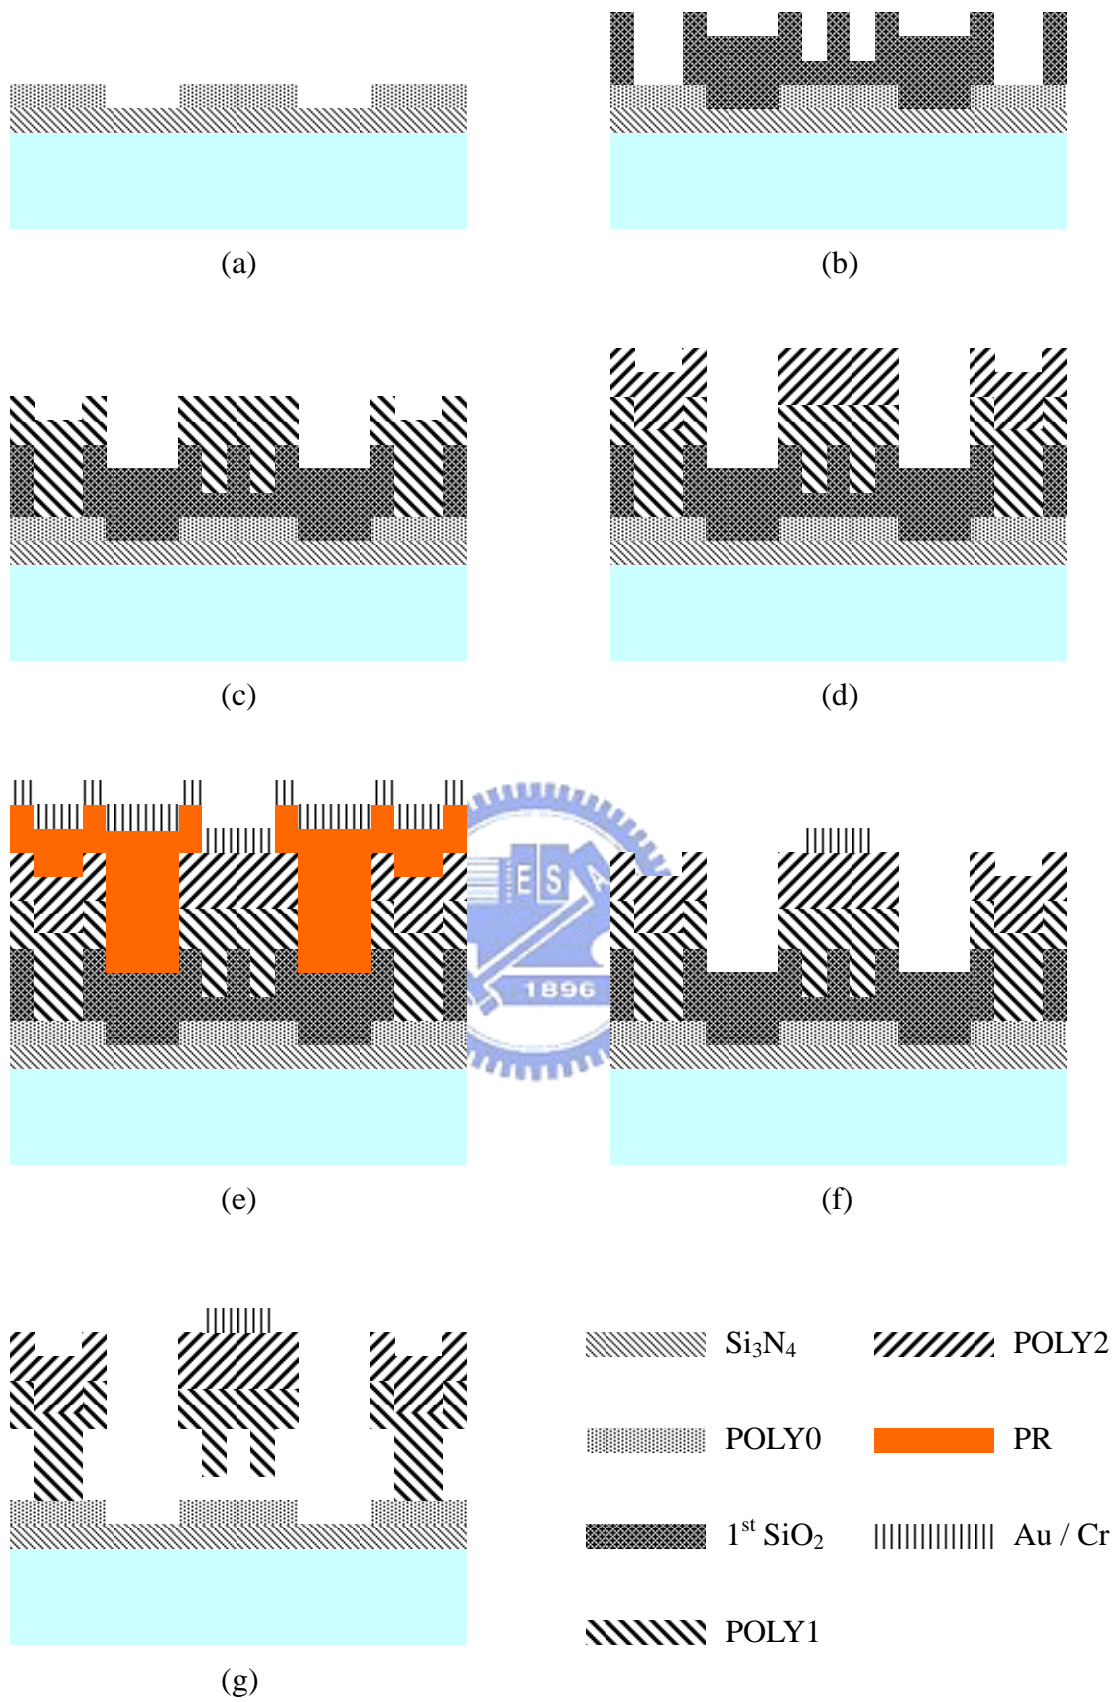 (a)
(b)
(c)
(d)
E S A
1896
(e)
(f)
(g)
Si₃N₄
POLY2
POLY0
PR
1ˢᵗ SiO₂
Au / Cr
POLY1